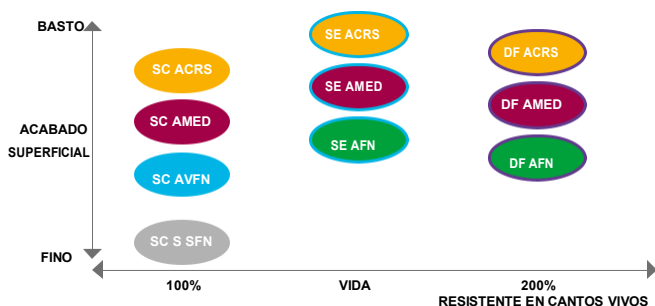 BASTO
SE ACRS
DF ACRS
SC ACRS
SE AMED
DF AMED
SC AMED
ACABADO
SUPERFICIAL
SE AFN
DF AFN
SC AVFN
SC S SFN
FINO
100%
VIDA
200%
RESISTENTE EN CANTOS VIVOS